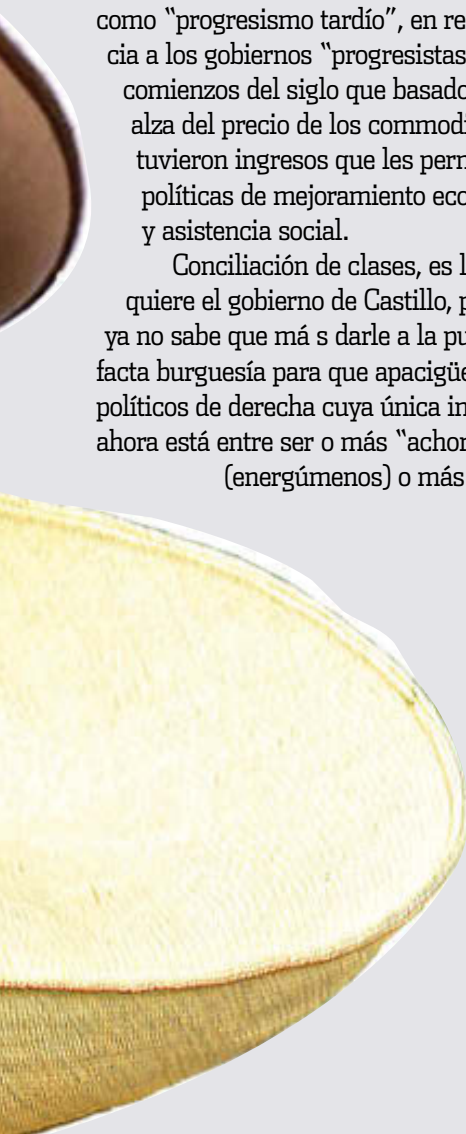 como “progresismo tardío”, en re
cia a los gobiernos “progresistas
comienzos del siglo que basado
alza del precio de los commodi
tuvieron ingresos que les perm
políticas de mejoramiento eco
y asistencia social.
Conciliación de clases, es l
quiere el gobierno de Castillo, p
ya no sabe que má s darle a la pu
facta burguesía para que apacigüe
políticos de derecha cuya única in
ahora está entre ser o más “achor
(energúmenos) o más